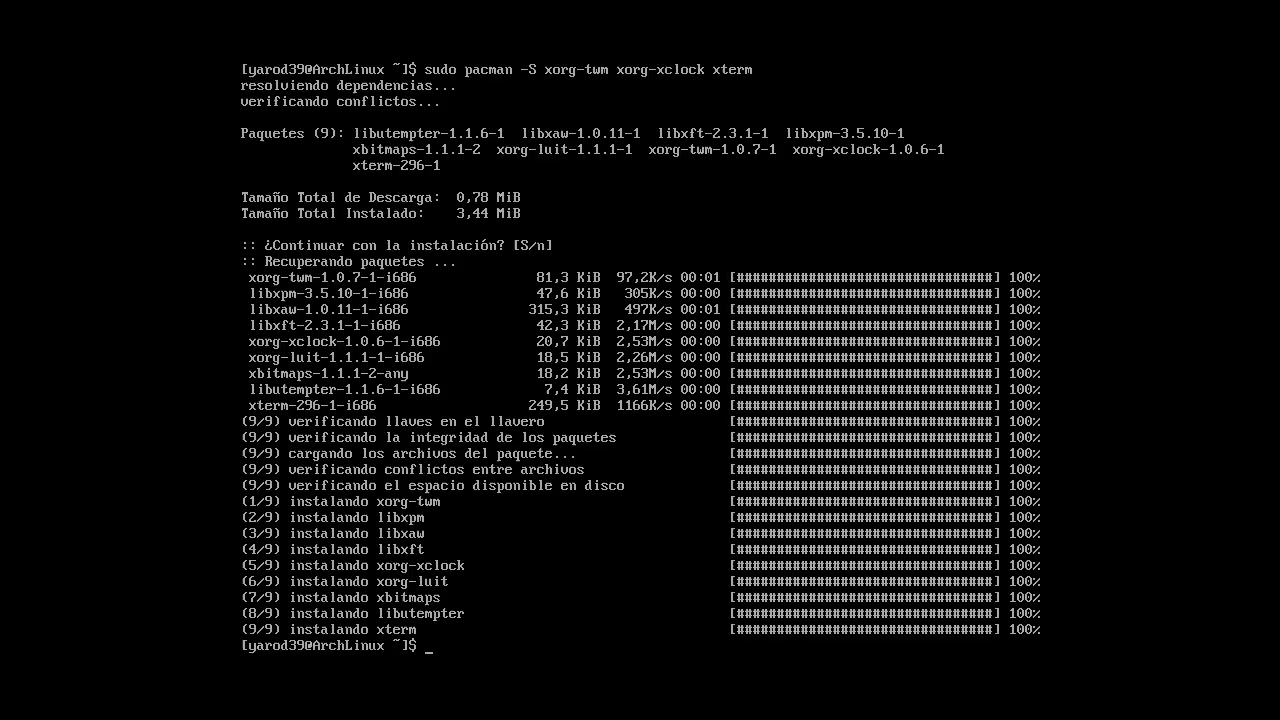 [yarod39@ArchLinux ~]$ sudo pacman -S xorg-twm xorg-xclock xterm
resolviendo dependencias...
verificando conflictos...
Paquetes (9): libutempter-1.1.6-1  libxaw-1.0.11-1  libxft-2.3.1-1  libxpm-3.5.10-1
xbitmaps-1.1.1-2  xorg-luit-1.1.1-1  xorg-twm-1.0.7-1  xorg-xclock-1.0.6-1
xterm-296-1
Tamaño Total de Descarga:  0,78 MiB
Tamaño Total Instalado:    3,44 MiB
:: ¿Continuar con la instalación? [S/n]
:: Recuperando paquetes ...
xorg-twm-1.0.7-1-i686 81,3 KiB 97,2K/s 00:01 [################################] 100%
libxpm-3.5.10-1-i686 47,6 KiB 305K/s 00:00 [################################] 100%
libxaw-1.0.11-1-i686 315,3 KiB 497K/s 00:01 [################################] 100%
libxft-2.3.1-1-i686 42,3 KiB 2,17M/s 00:00 [################################] 100%
xorg-xclock-1.0.6-1-i686 20,7 KiB 2,53M/s 00:00 [################################] 100%
xorg-luit-1.1.1-1-i686 18,5 KiB 2,26M/s 00:00 [################################] 100%
xbitmaps-1.1.1-2-any 18,2 KiB 2,53M/s 00:00 [################################] 100%
libutempter-1.1.6-1-i686 7,4 KiB 3,61M/s 00:00 [################################] 100%
xterm-296-1-i686 249,5 KiB 1166K/s 00:00 [################################] 100%
(9/9) verificando llaves en el llavero [################################] 100%
(9/9) verificando la integridad de los paquetes [################################] 100%
(9/9) cargando los archivos del paquete... [################################] 100%
(9/9) verificando conflictos entre archivos [################################] 100%
(9/9) verificando el espacio disponible en disco [################################] 100%
(1/9) instalando xorg-twm [################################] 100%
(2/9) instalando libxpm [################################] 100%
(3/9) instalando libxaw [################################] 100%
(4/9) instalando libxft [################################] 100%
(5/9) instalando xorg-xclock [################################] 100%
(6/9) instalando xorg-luit [################################] 100%
(7/9) instalando xbitmaps [################################] 100%
(8/9) instalando libutempter [################################] 100%
(9/9) instalando xterm [################################] 100%
[yarod39@ArchLinux ~]$ _